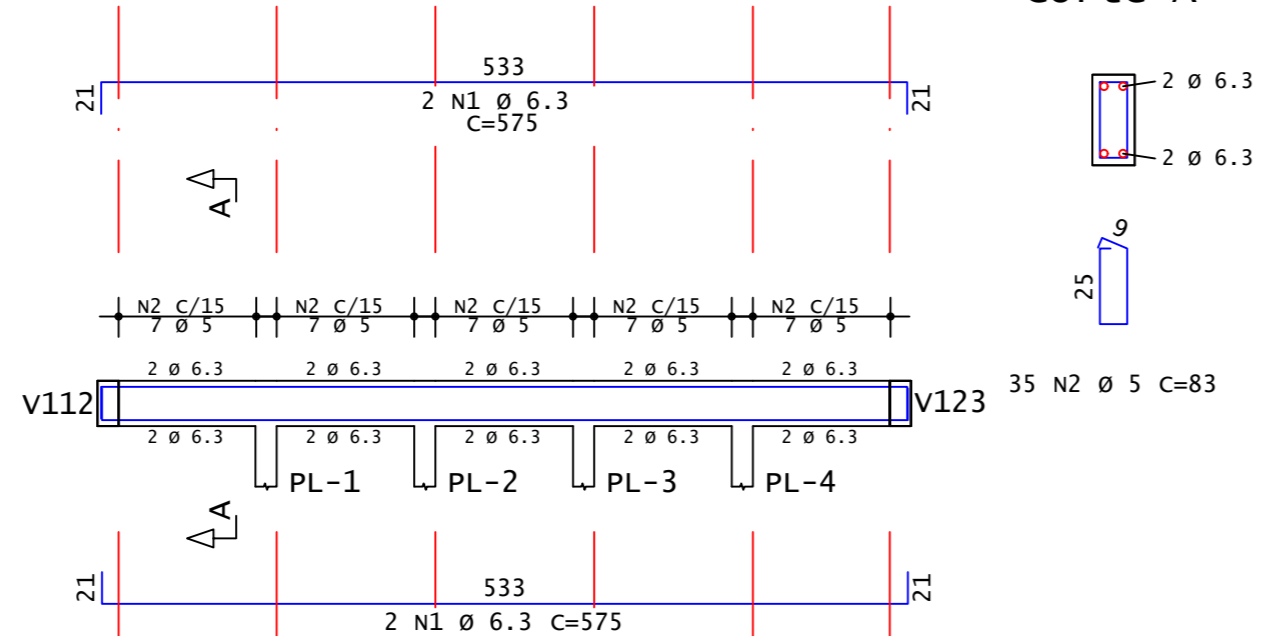 Corte A
533
21
21
2 N1 Ø 6.3
C=575
2 Ø 6.3
2 Ø 6.3
A
9
25
N2 C/15 N2 C/15 N2 C/15 N2 C/15 N2 C/15
7 Ø 5 7 Ø 5 7 Ø 5 7 Ø 5 7 Ø 5
2 Ø 6.3 2 Ø 6.3 2 Ø 6.3 2 Ø 6.3 2 Ø 6.3
V112
V123
35 N2 Ø 5 C=83
2 Ø 6.3 2 Ø 6.3 2 Ø 6.3 2 Ø 6.3 2 Ø 6.3
PL-1 PL-2 PL-3 PL-4
A
21
533
21
2 N1 Ø 6.3 C=575